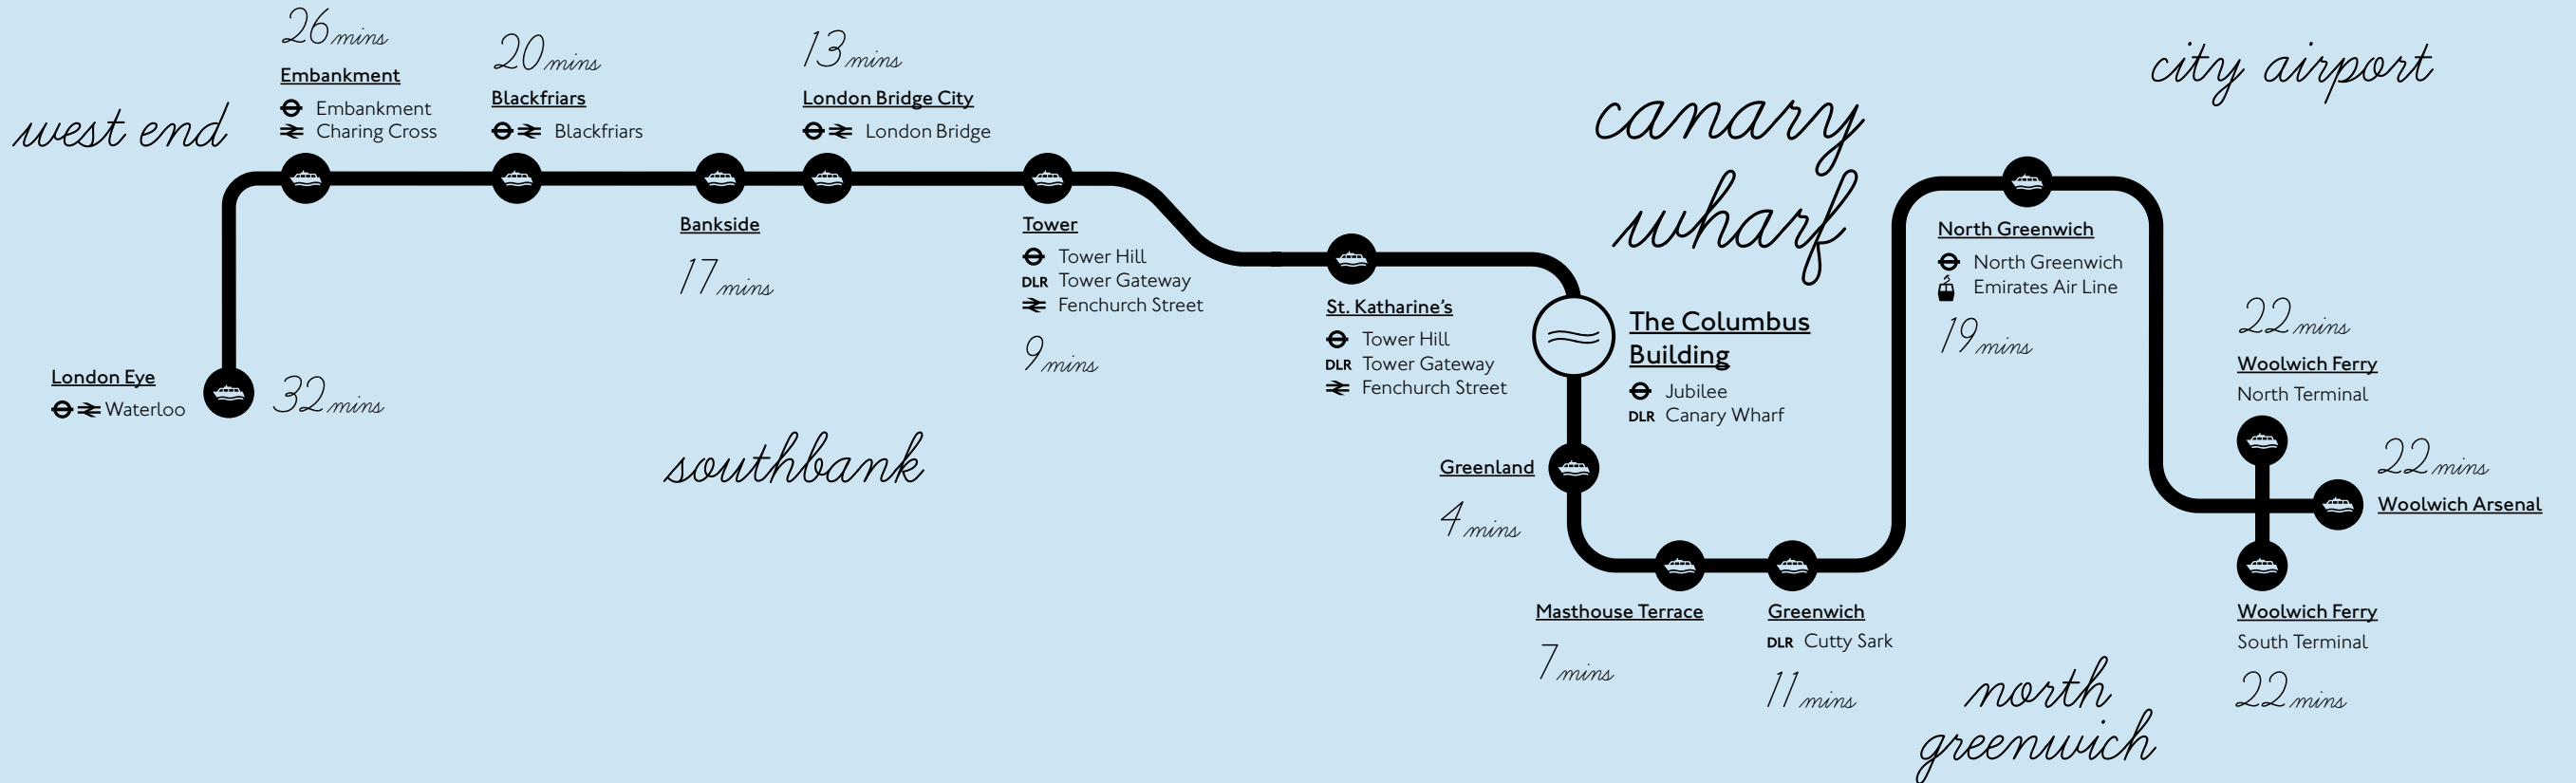 west end
26 mins
Embankment
Embankment
Charing Cross
20 mins
Blackfriars
Blackfriars
13 mins
London Bridge City
London Bridge
canary
wharf
city airport
Bankside
17 mins
Tower
Tower Hill
DLR Tower Gateway
Fenchurch Street
9 mins
London Eye
Waterloo
32 mins
southbank
St. Katharine's
Tower Hill
DLR Tower Gateway
Fenchurch Street
The Columbus
Building
Jubilee
DLR Canary Wharf
Greenland
4 mins
Masthouse Terrace
7 mins
Greenwich
DLR Cutty Sark
11 mins
North Greenwich
North Greenwich
Emirates Air Line
19 mins
north
greenwich
22 mins
Woolwich Ferry
North Terminal
22 mins
Woolwich Arsenal
Woolwich Ferry
South Terminal
22 mins